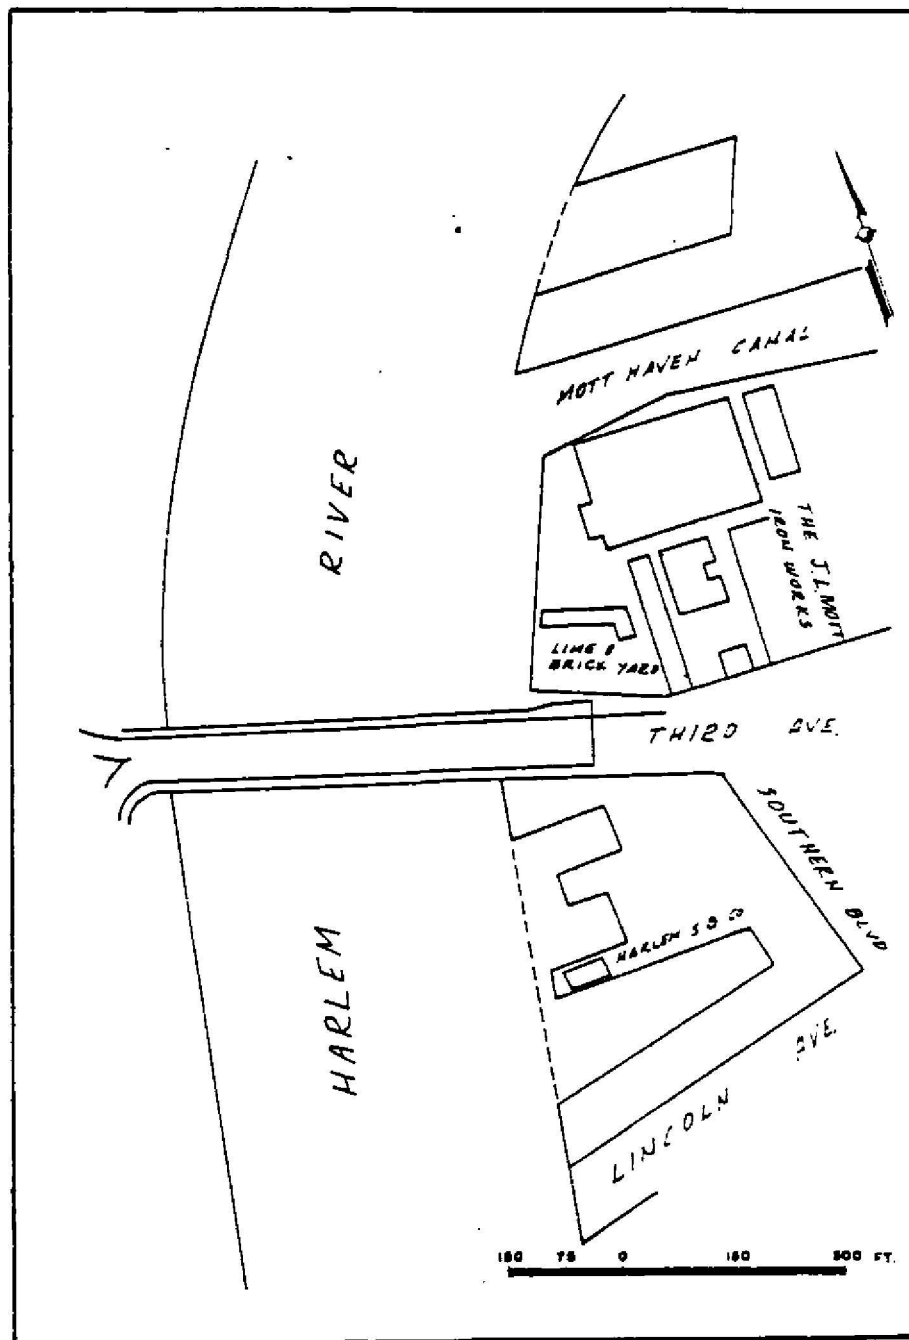 MOTT HAVEN CANAL
RIVER
THE J.L. MOTT
IRON WORKS
LIME &
BRICK YARD
THIRD AVE.
SOUTHERN BLVD
HARLEM S B CO
HARLEM
LINCOLN AVE.
150 75 0 150 300 FT.